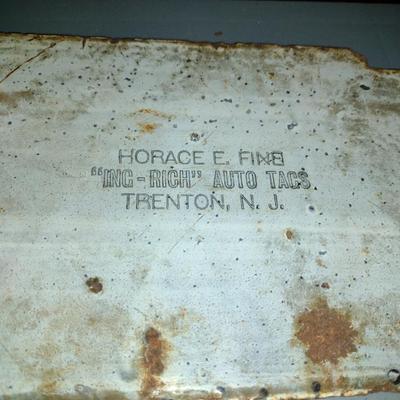 HORACE E. FINE
"ING-RICH" AUTO TAGS
TRENTON, N. J.